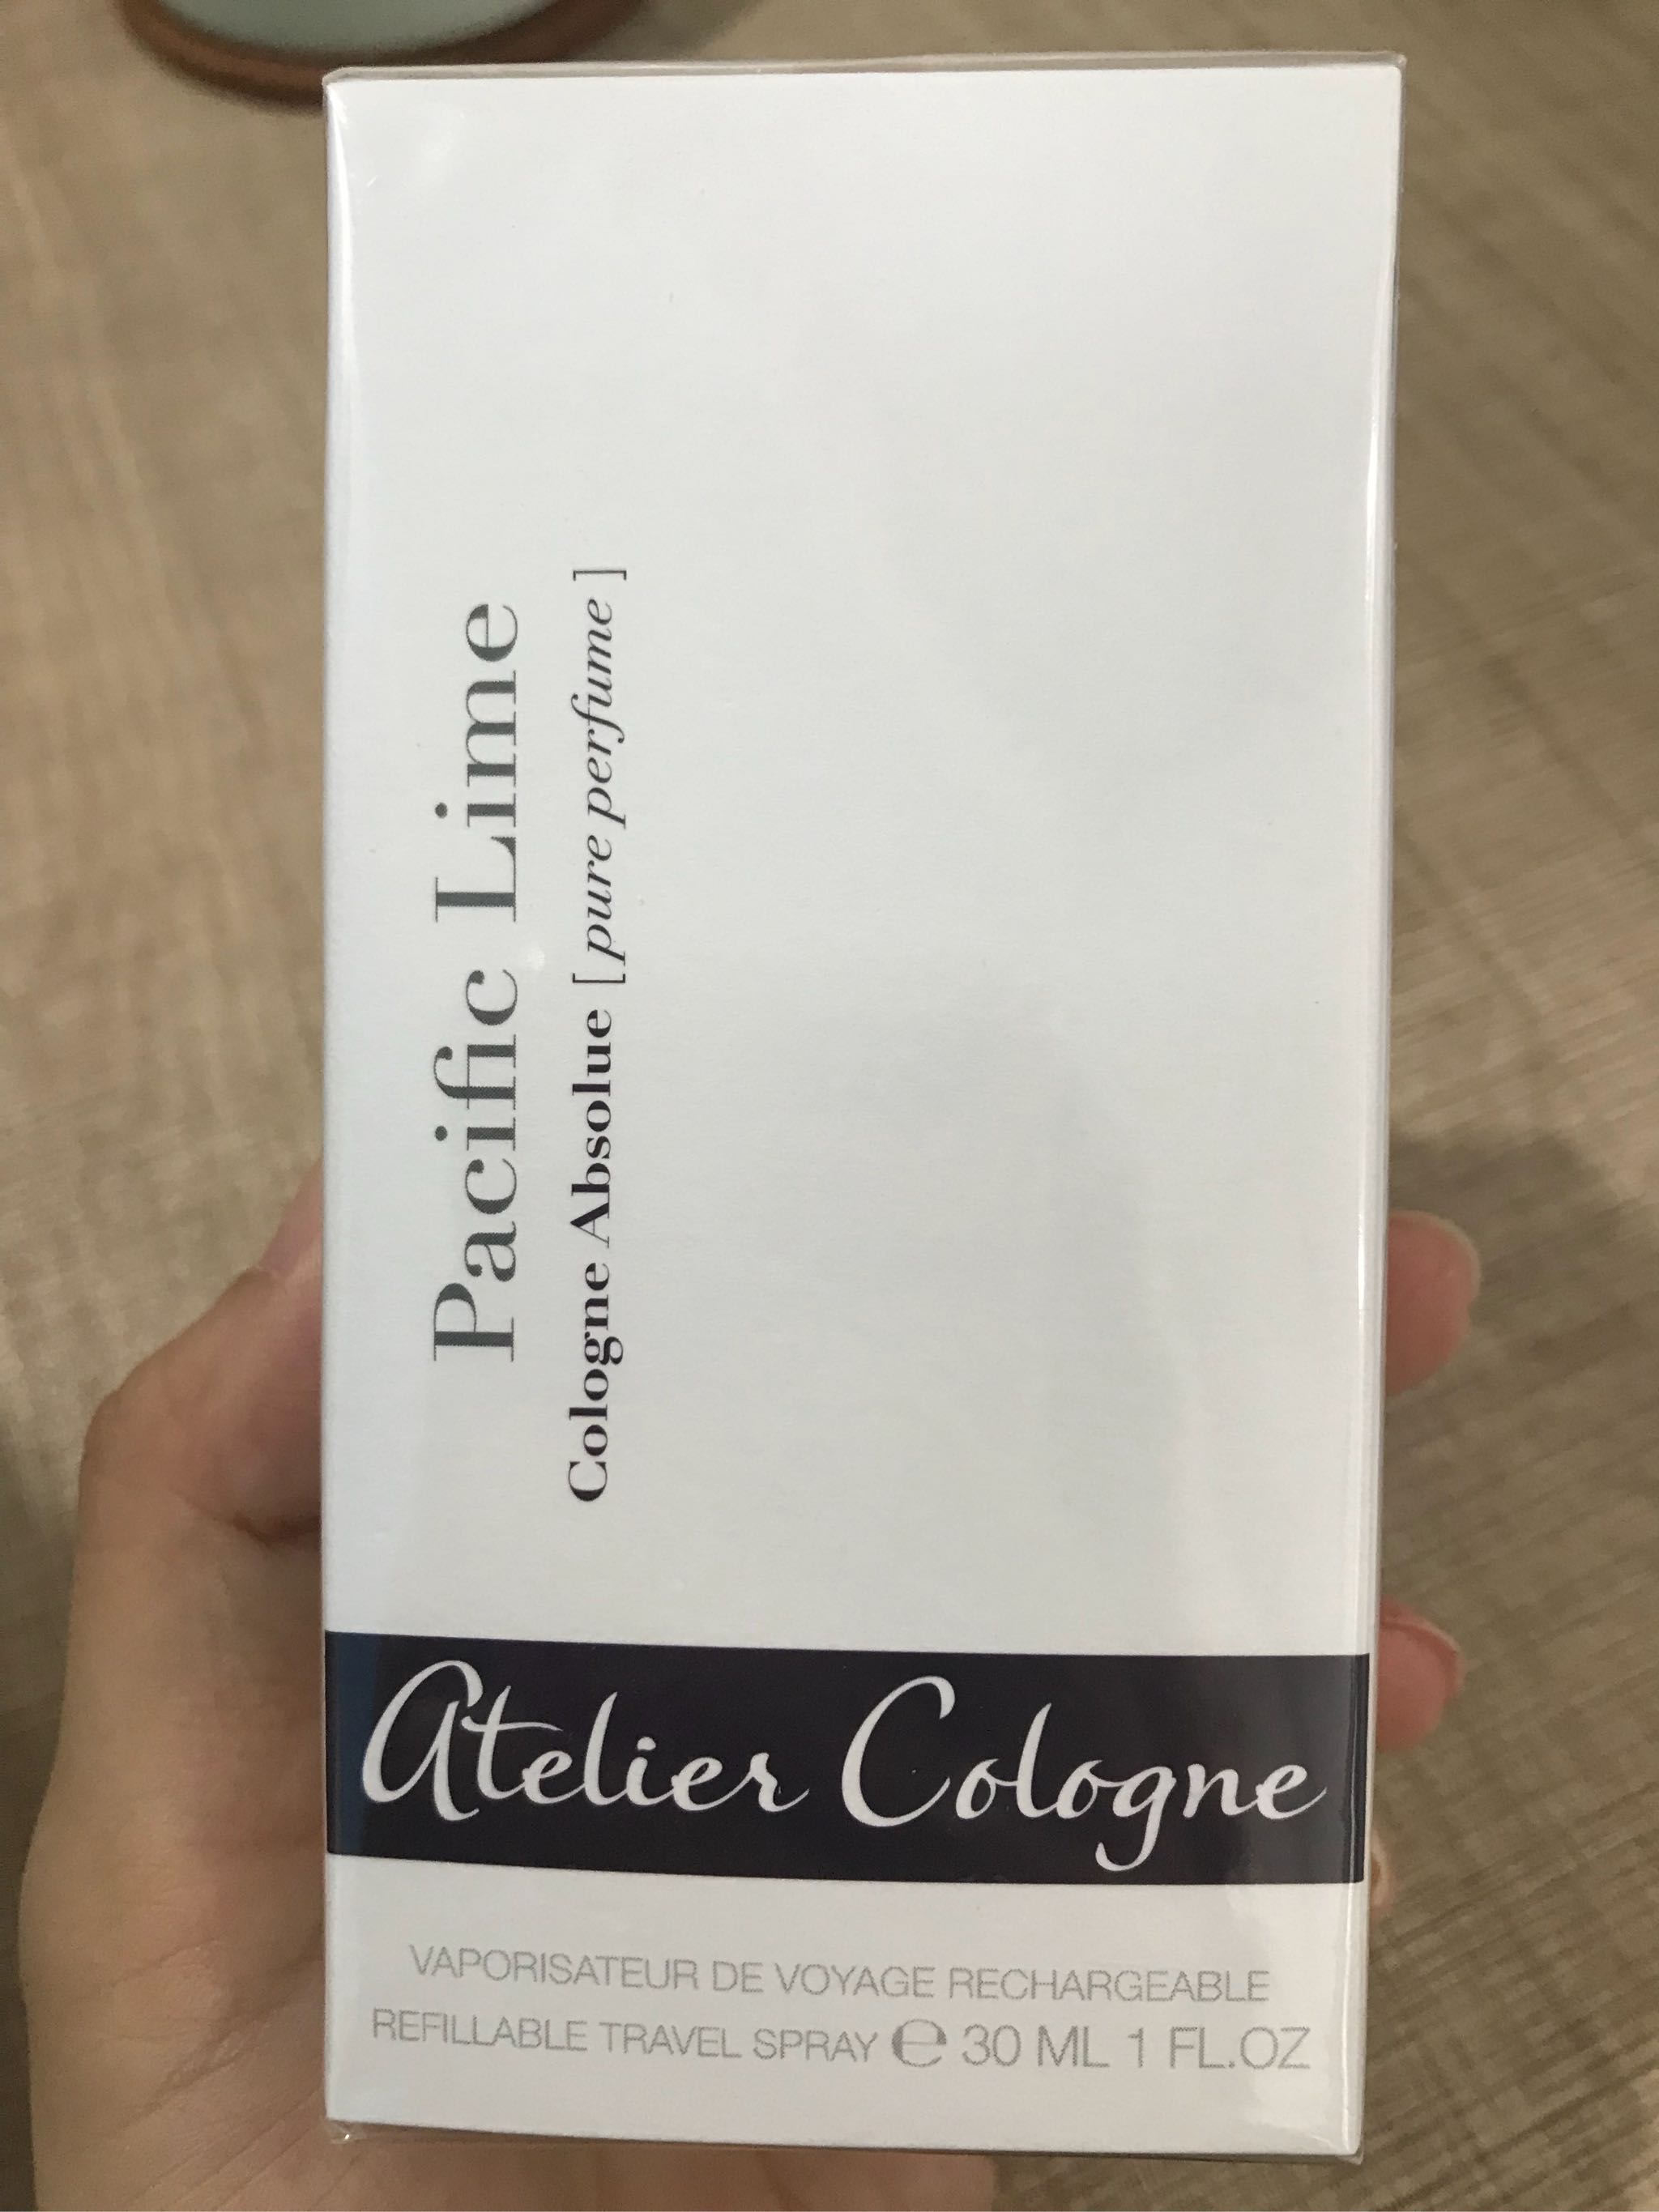 Pacific Lime
Cologne Absolue [pure perfume]
Atelier Cologne
VAPORISATEUR DE VOYAGE RECHARGEABLE
REFILLABLE TRAVEL SPRAY ℮ 30 ML 1 FL.OZ